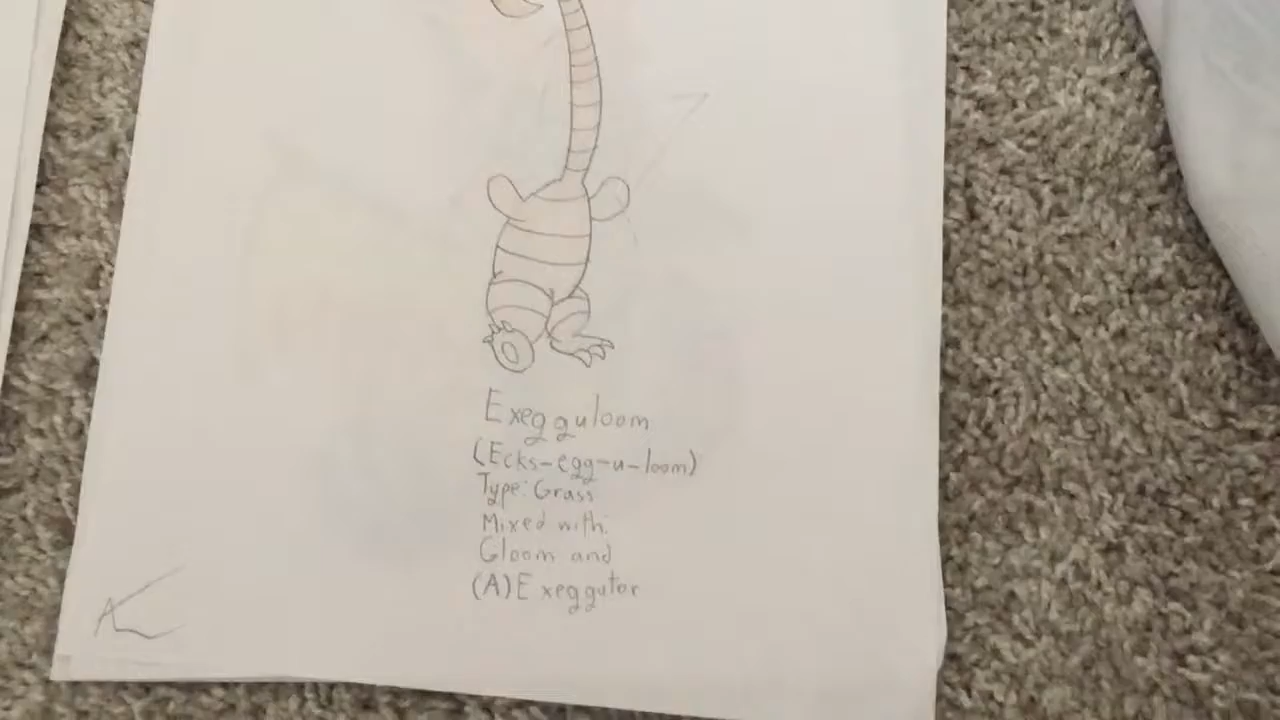 Exegguloom
(Ecks-egg-u-loom)
Type: Grass
Mixed with:
Gloom and
(A)Exeggutor